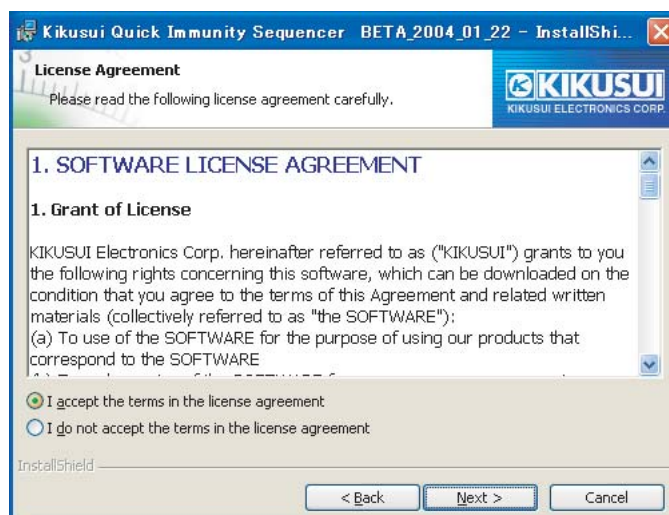 Kikusui Quick Immunity Sequencer BETA_2004_01_22 - InstallShi...
License Agreement
Please read the following license agreement carefully.
KIKUSUI
KIKUSUI ELECTRONICS CORP.
1. SOFTWARE LICENSE AGREEMENT
1. Grant of License
KIKUSUI Electronics Corp. hereinafter referred to as ("KIKUSUI") grants to you
the following rights concerning this software, which can be downloaded on the
condition that you agree to the terms of this Agreement and related written
materials (collectively referred to as "the SOFTWARE"):
(a) To use of the SOFTWARE for the purpose of using our products that
correspond to the SOFTWARE
I accept the terms in the license agreement
I do not accept the terms in the license agreement
InstallShield
< Back
Next >
Cancel